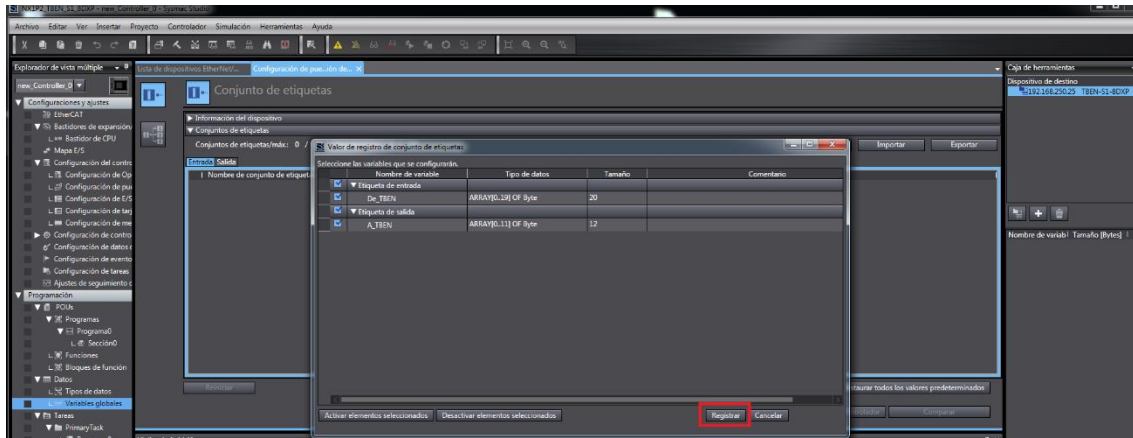 NX1P2_TBEN_S1_8DXP - new_Controller_0 - Sysmac Studio
Archivo Editar Ver Insertar Proyecto Controlador Simulación Herramientas Ayuda
Explorador de vista múltiple
new_Controller_0
Configuraciones y ajustes
EtherCAT
Bastidores de expansión
Bastidor de CPU
Mapa E/S
Configuración del contro
Configuración de Op
Configuración de pue
Configuración de E/S
Configuración de tarj
Configuración de me
Configuración de contro
Configuración de datos
Configuración de evento
Configuración de tareas
Ajustes de seguimiento
Programación
POUs
Programas
Programa0
Sección0
Funciones
Bloques de función
Datos
Tipos de datos
Variables globales
Tareas
PrimaryTask
Lista de dispositivos EtherNet/... Configuración de pue...ión de... X
Conjunto de etiquetas
Información del dispositivo
Conjuntos de etiquetas
Conjuntos de etiquetas/máx.: 0 /
Importar Exportar
Entrada Salida
Nombre de conjunto de etiquet
Valor de registro de conjunto de etiquetas
Seleccione las variables que se configurarán.
Nombre de variable Tipo de datos Tamaño Comentario
Etiqueta de entrada
De_TBEN ARRAY[0..19] OF Byte 20
Etiqueta de salida
A_TBEN ARRAY[0..11] OF Byte 12
Activar elementos seleccionados Desactivar elementos seleccionados Registrar Cancelar
Reiniciar
taurar todos los valores predeterminados
Comparar
Caja de herramientas
Dispositivo de destino
192.168.250.25 TBEN-S1-8DXP
Nombre de variabl Tamaño [Bytes]